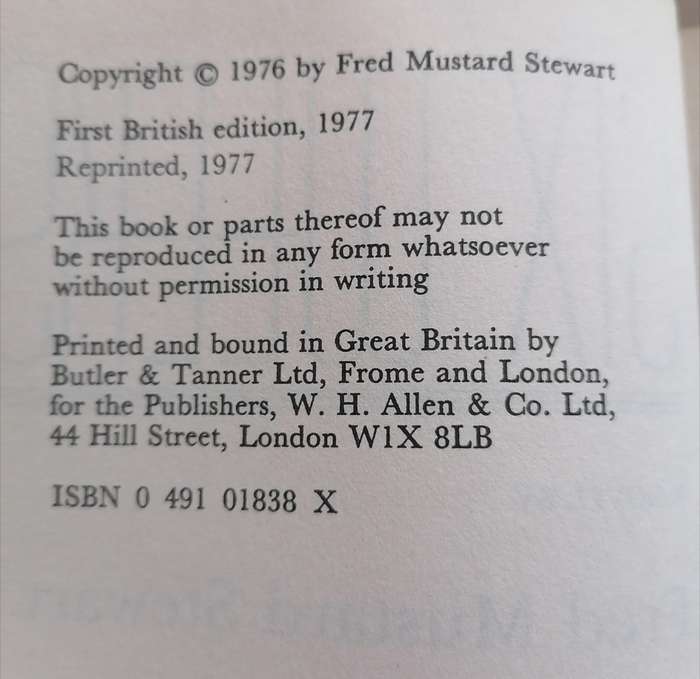 Copyright © 1976 by Fred Mustard Stewart
First British edition, 1977
Reprinted, 1977
This book or parts thereof may not
be reproduced in any form whatsoever
without permission in writing
Printed and bound in Great Britain by
Butler & Tanner Ltd, Frome and London,
for the Publishers, W. H. Allen & Co. Ltd,
44 Hill Street, London W1X 8LB
ISBN 0 491 01838 X